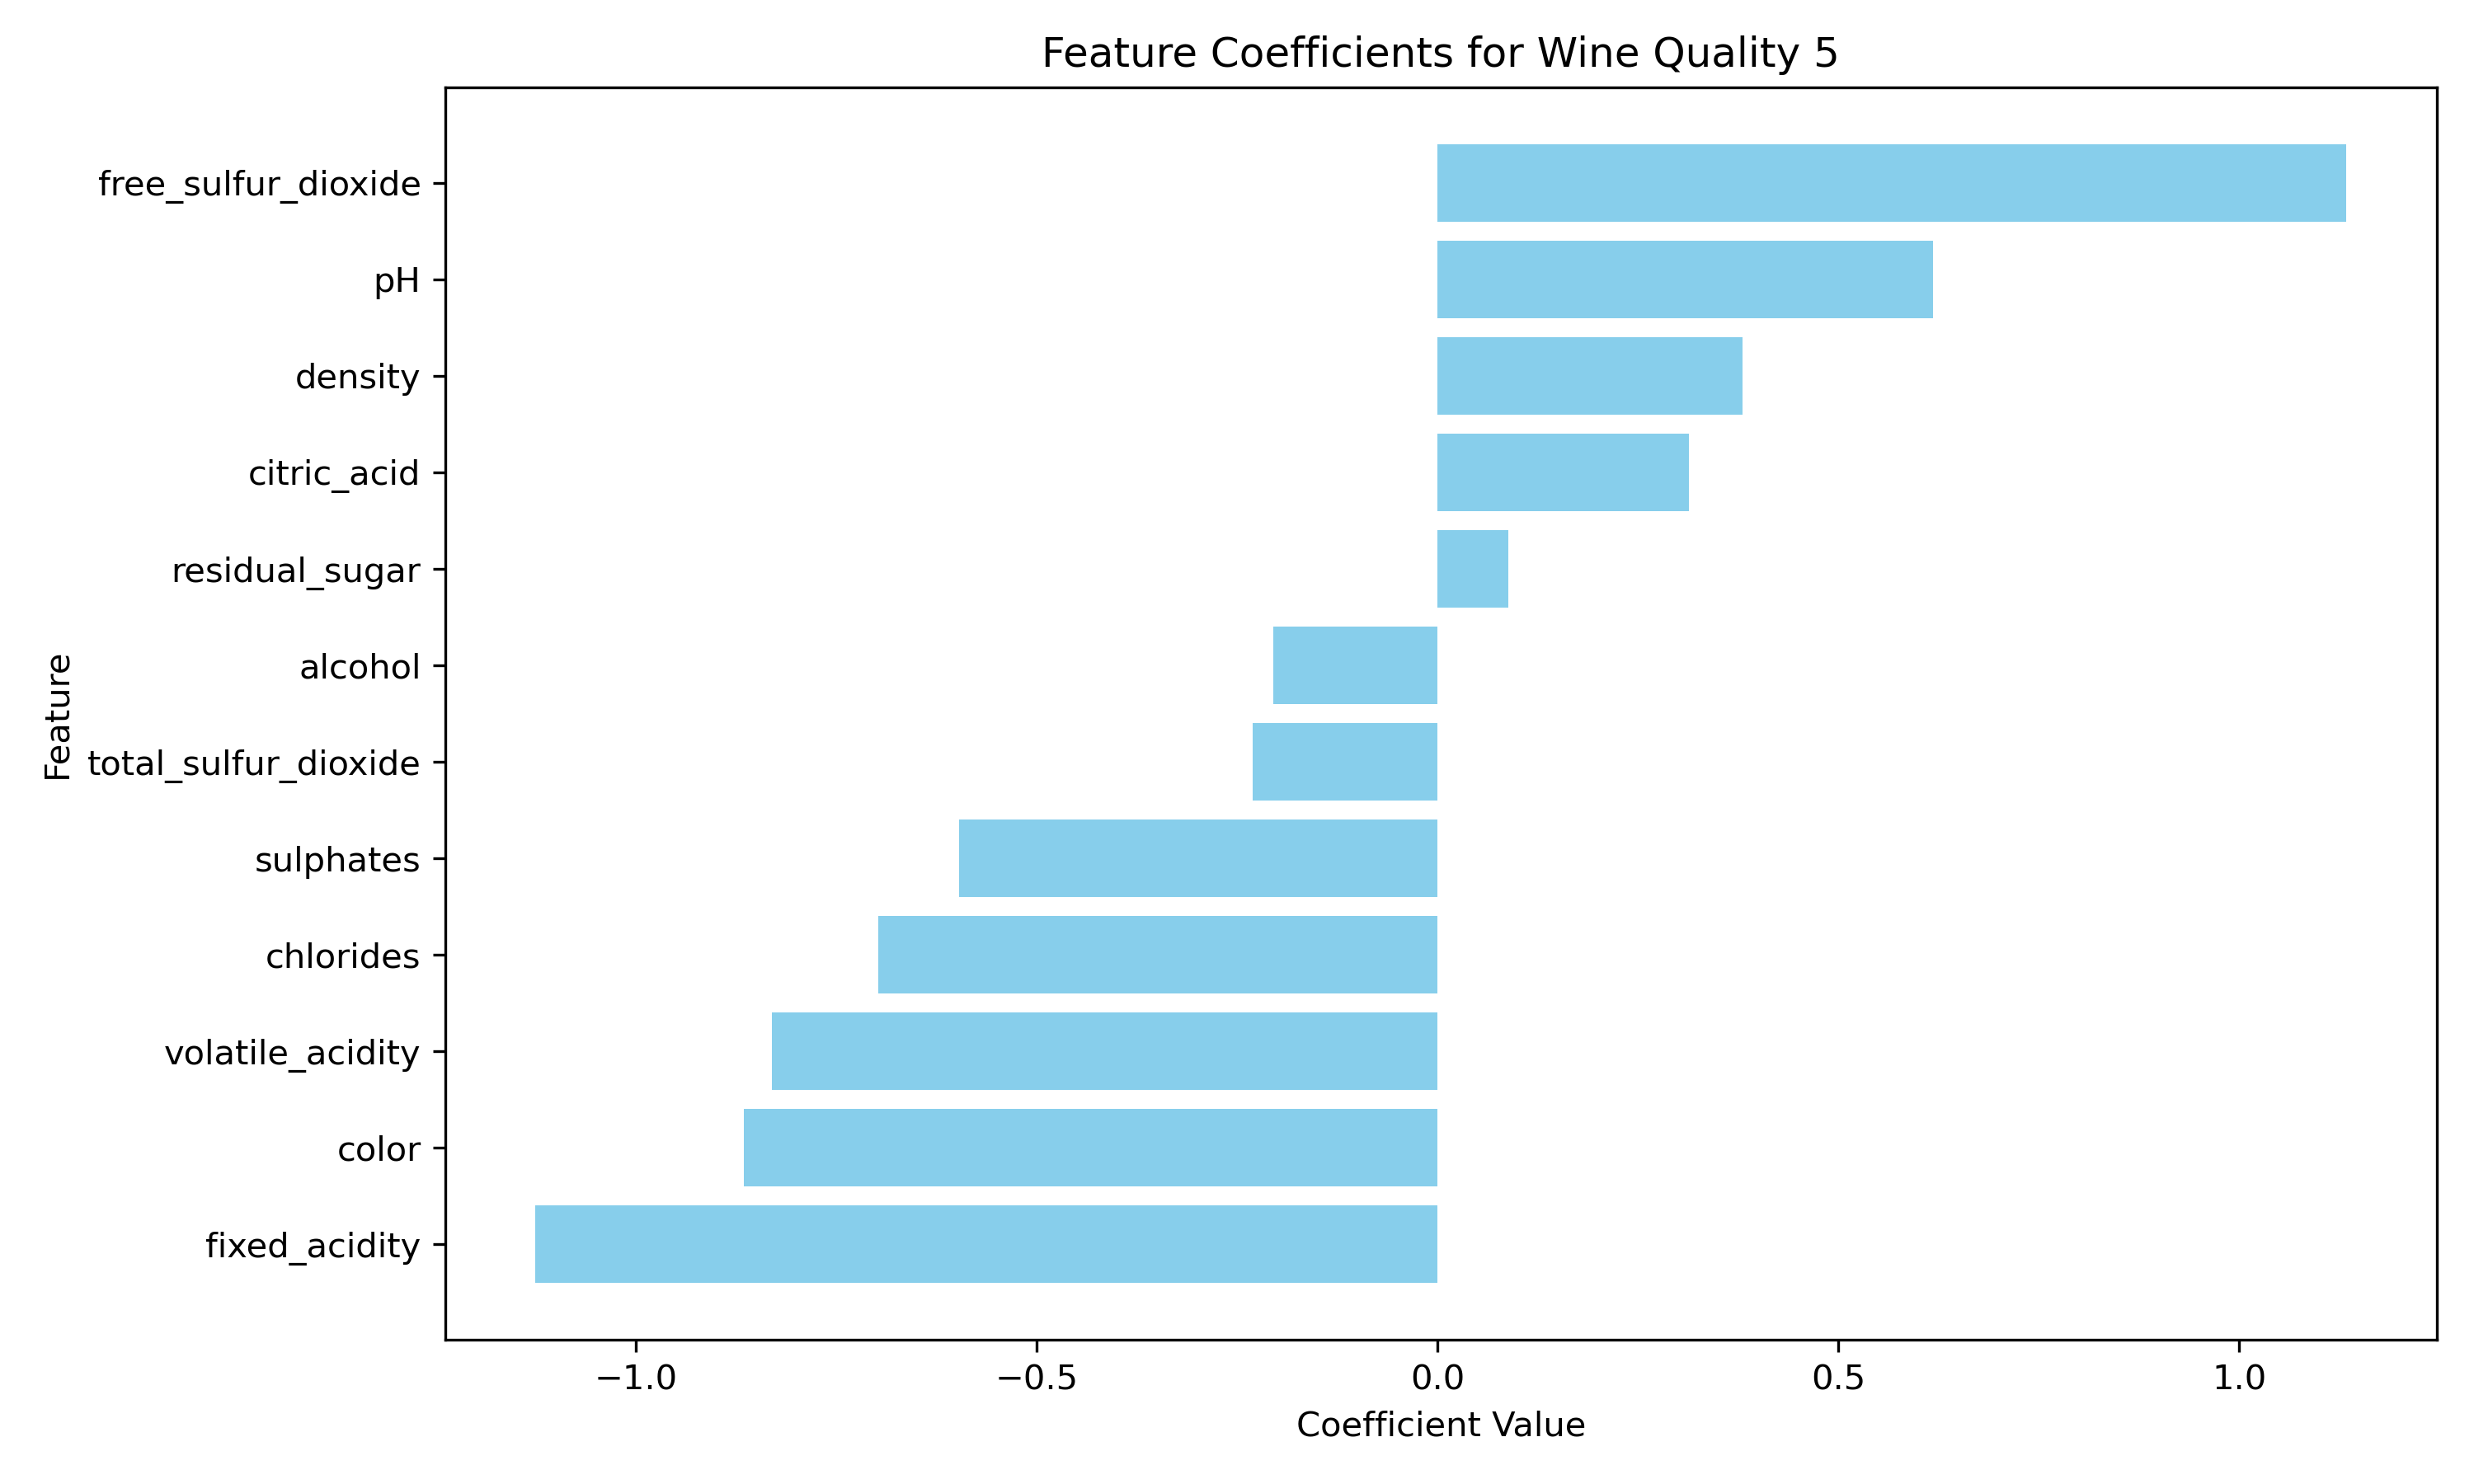 Feature Coefficients for Wine Quality 5
free_sulfur_dioxide
pH
density
citric_acid
residual_sugar
alcohol
total_sulfur_dioxide
sulphates
chlorides
volatile_acidity
color
fixed_acidity
Feature
−1.0
−0.5
0.0
0.5
1.0
Coefficient Value